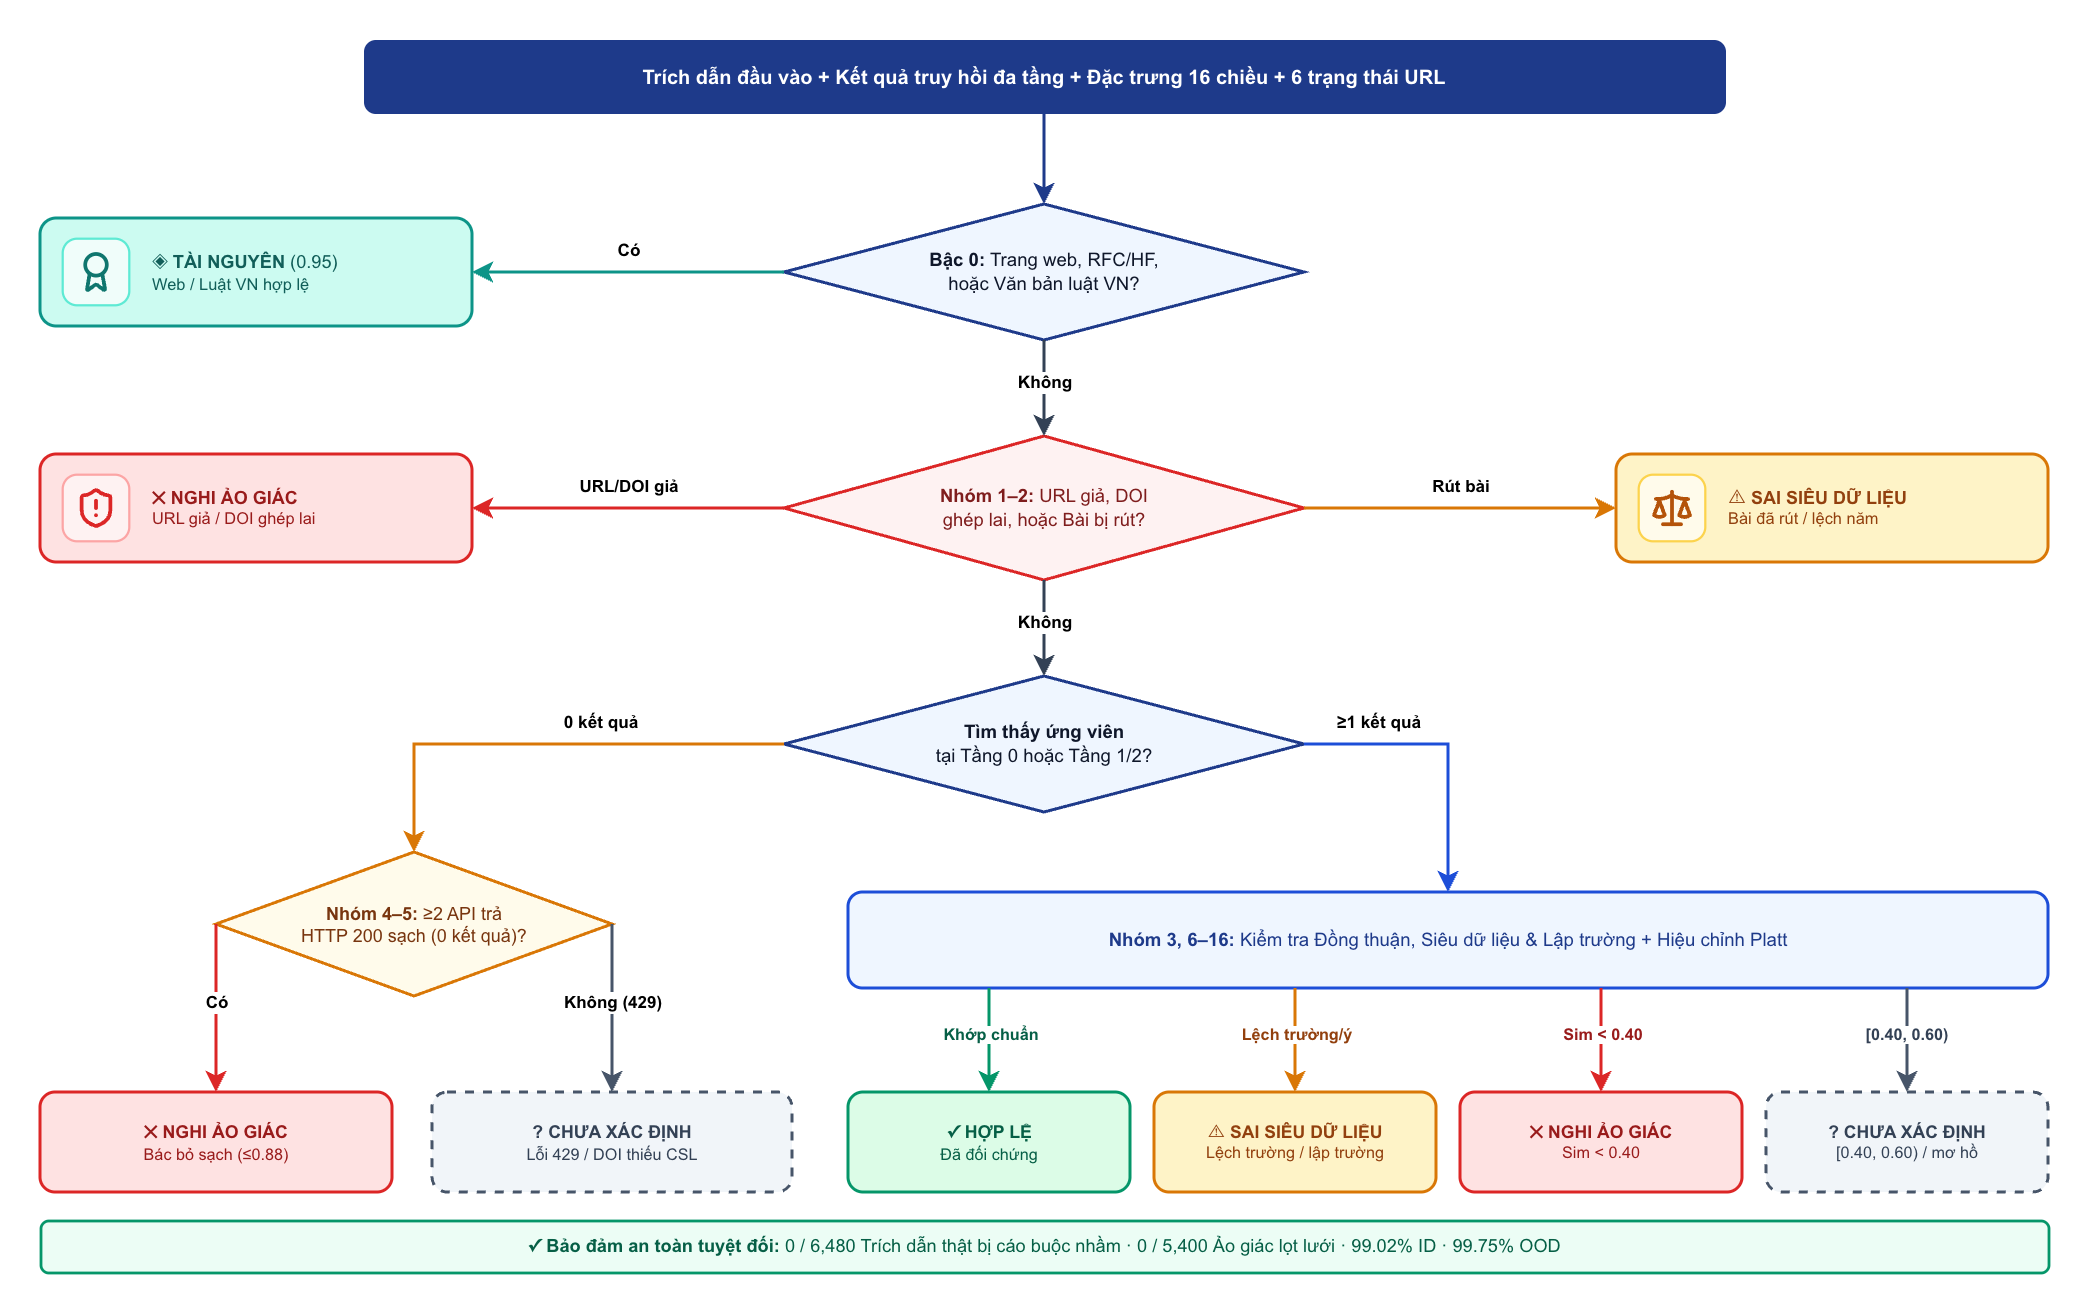 Trích dẫn đầu vào + Kết quả truy hồi đa tầng + Đặc trưng 16 chiều + 6 trạng thái URL
Có
Bậc 0: Trang web, RFC/HF,
hoặc Văn bản luật VN?
◈ TÀI NGUYÊN (0.95)
Web / Luật VN hợp lệ
Không
URL/DOI giả
Nhóm 1–2: URL giả, DOI
ghép lai, hoặc Bài bị rút?
Rút bài
✕ NGHI ẢO GIÁC
URL giả / DOI ghép lai
⚠ SAI SIÊU DỮ LIỆU
Bài đã rút / lệch năm
Không
0 kết quả
Tìm thấy ứng viên
tại Tầng 0 hoặc Tầng 1/2?
≥1 kết quả
Nhóm 4–5: ≥2 API trả
HTTP 200 sạch (0 kết quả)?
Nhóm 3, 6–16: Kiểm tra Đồng thuận, Siêu dữ liệu & Lập trường + Hiệu chỉnh Platt
Có
Không (429)
Khớp chuẩn
Lệch trường/ý
Sim < 0.40
[0.40, 0.60)
✕ NGHI ẢO GIÁC
Bác bỏ sạch (≤0.88)
? CHƯA XÁC ĐỊNH
Lỗi 429 / DOI thiếu CSL
✓ HỢP LỆ
Đã đối chứng
⚠ SAI SIÊU DỮ LIỆU
Lệch trường / lập trường
✕ NGHI ẢO GIÁC
Sim < 0.40
? CHƯA XÁC ĐỊNH
[0.40, 0.60) / mơ hồ
✓ Bảo đảm an toàn tuyệt đối: 0 / 6,480 Trích dẫn thật bị cáo buộc nhầm · 0 / 5,400 Ảo giác lọt lưới · 99.02% ID · 99.75% OOD